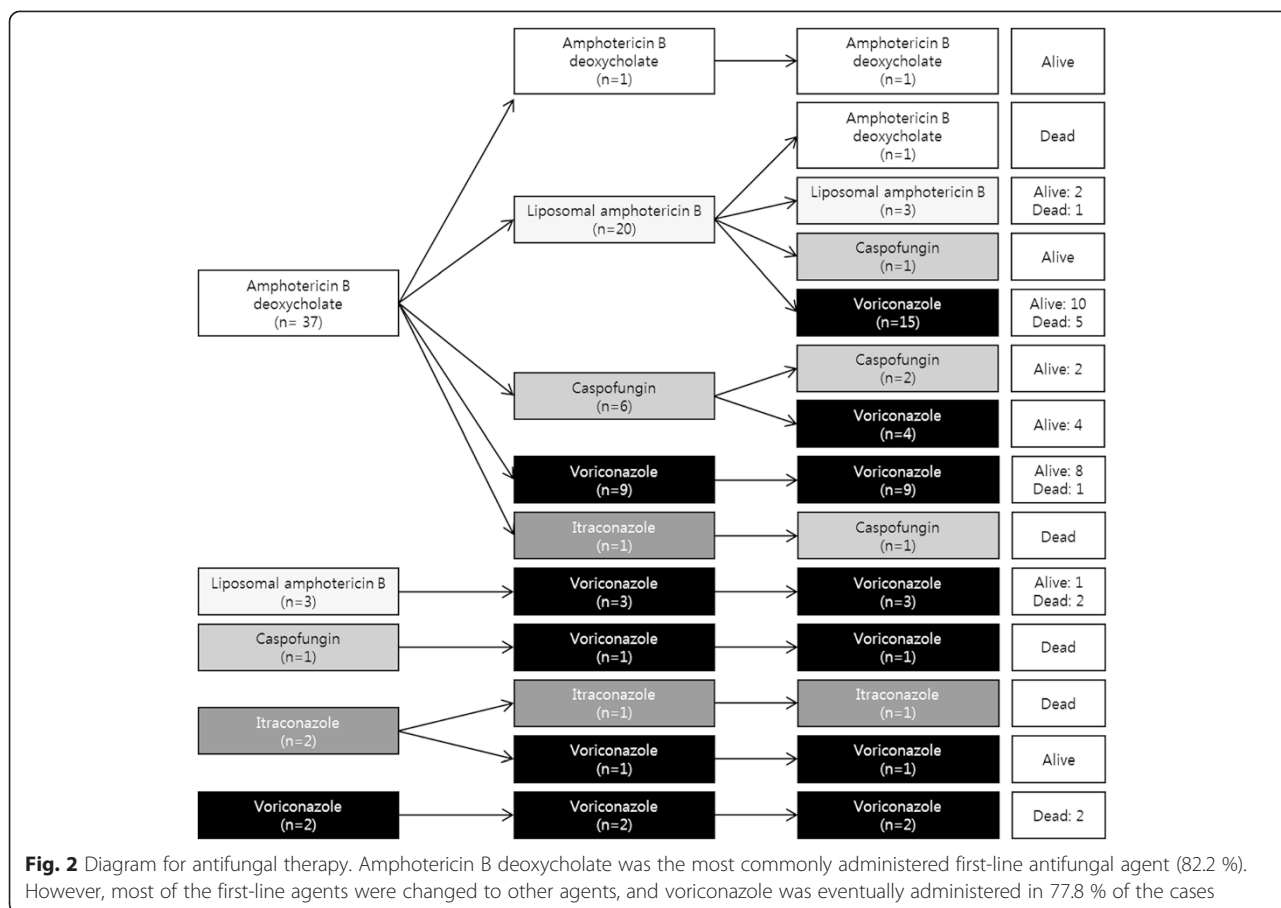 Amphotericin B
deoxycholate
(n=1)
Amphotericin B
deoxycholate
(n=1)
Alive
Amphotericin B
deoxycholate
(n=1)
Dead
Liposomal amphotericin B
(n=20)
Liposomal amphotericin B
(n=3)
Alive: 2
Dead: 1
Caspofungin
(n=1)
Alive
Amphotericin B
deoxycholate
(n= 37)
Voriconazole
(n=15)
Alive: 10
Dead: 5
Caspofungin
(n=6)
Caspofungin
(n=2)
Alive: 2
Voriconazole
(n=4)
Alive: 4
Voriconazole
(n=9)
Voriconazole
(n=9)
Alive: 8
Dead: 1
Itraconazole
(n=1)
Caspofungin
(n=1)
Dead
Liposomal amphotericin B
(n=3)
Voriconazole
(n=3)
Voriconazole
(n=3)
Alive: 1
Dead: 2
Caspofungin
(n=1)
Voriconazole
(n=1)
Voriconazole
(n=1)
Dead
Itraconazole
(n=2)
Itraconazole
(n=1)
Itraconazole
(n=1)
Dead
Voriconazole
(n=1)
Voriconazole
(n=1)
Alive
Voriconazole
(n=2)
Voriconazole
(n=2)
Voriconazole
(n=2)
Dead: 2
Fig. 2 Diagram for antifungal therapy. Amphotericin B deoxycholate was the most commonly administered first-line antifungal agent (82.2 %).
However, most of the first-line agents were changed to other agents, and voriconazole was eventually administered in 77.8 % of the cases